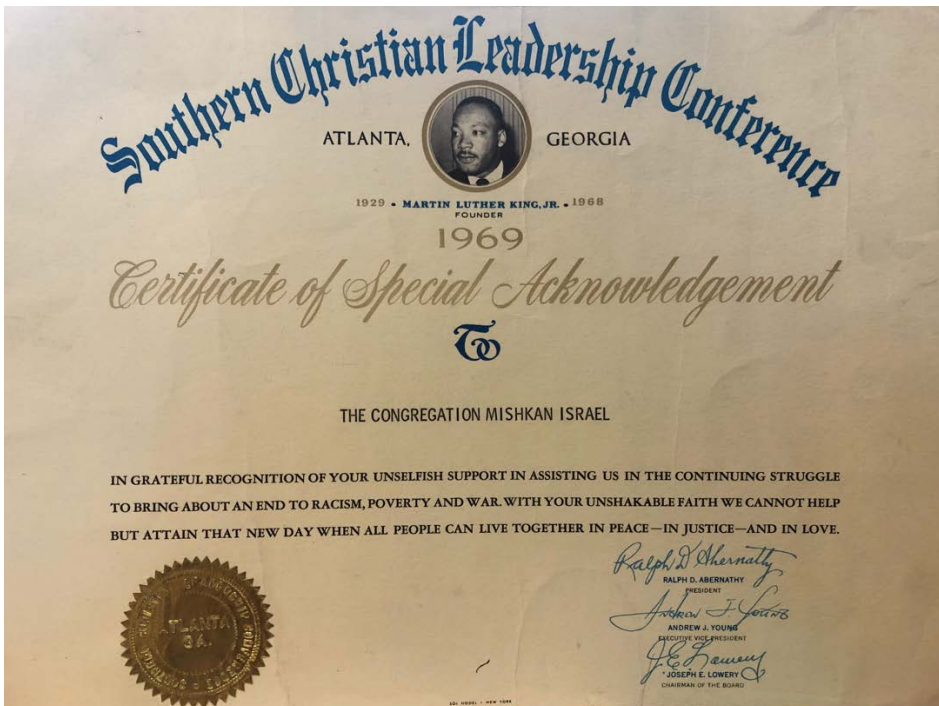 Southern Christian Leadership Conference
ATLANTA, GEORGIA
1929 • MARTIN LUTHER KING, JR. • 1968
FOUNDER
1969
Certificate of Special Acknowledgement
To
THE CONGREGATION MISHKAN ISRAEL
IN GRATEFUL RECOGNITION OF YOUR UNSELFISH SUPPORT IN ASSISTING US IN THE CONTINUING STRUGGLE
TO BRING ABOUT AN END TO RACISM, POVERTY AND WAR. WITH YOUR UNSHAKABLE FAITH WE CANNOT HELP
BUT ATTAIN THAT NEW DAY WHEN ALL PEOPLE CAN LIVE TOGETHER IN PEACE—IN JUSTICE—AND IN LOVE.
Ralph D Abernathy
RALPH D. ABERNATHY
PRESIDENT
Andrew J Young
ANDREW J. YOUNG
EXECUTIVE VICE PRESIDENT
J E Lowery
JOSEPH E. LOWERY
CHAIRMAN OF THE BOARD
ATLANTA
GA.
NEW YORK